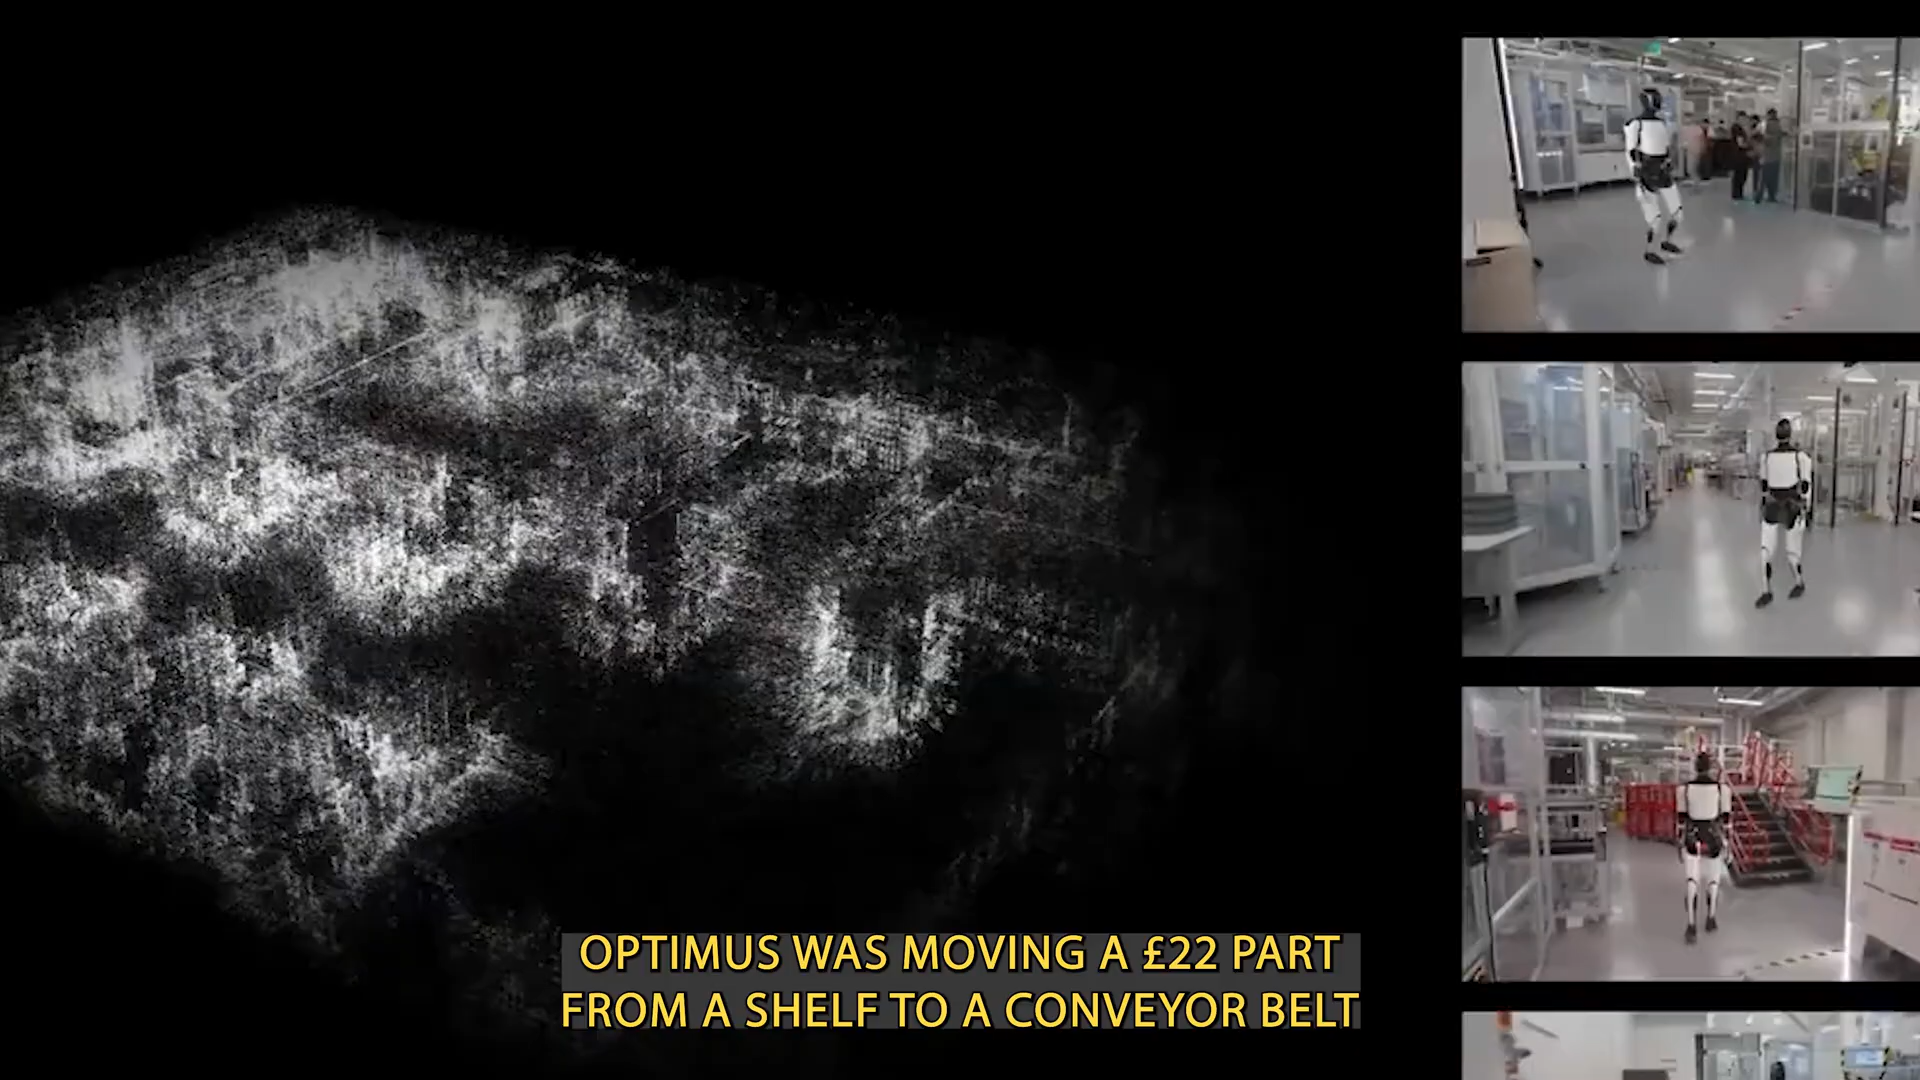 OPTIMUS WAS MOVING A £22 PART
FROM A SHELF TO A CONVEYOR BELT